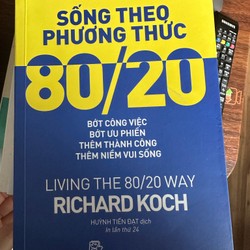 SỐNG THEO
PHƯƠNG THỨC
80/20
BỚT CÔNG VIỆC
BỚT ƯU PHIỀN
THÊM THÀNH CÔNG
THÊM NIỀM VUI SỐNG
LIVING THE 80/20 WAY
RICHARD KOCH
HUỲNH TIẾN ĐẠT dịch
In lần thứ 24